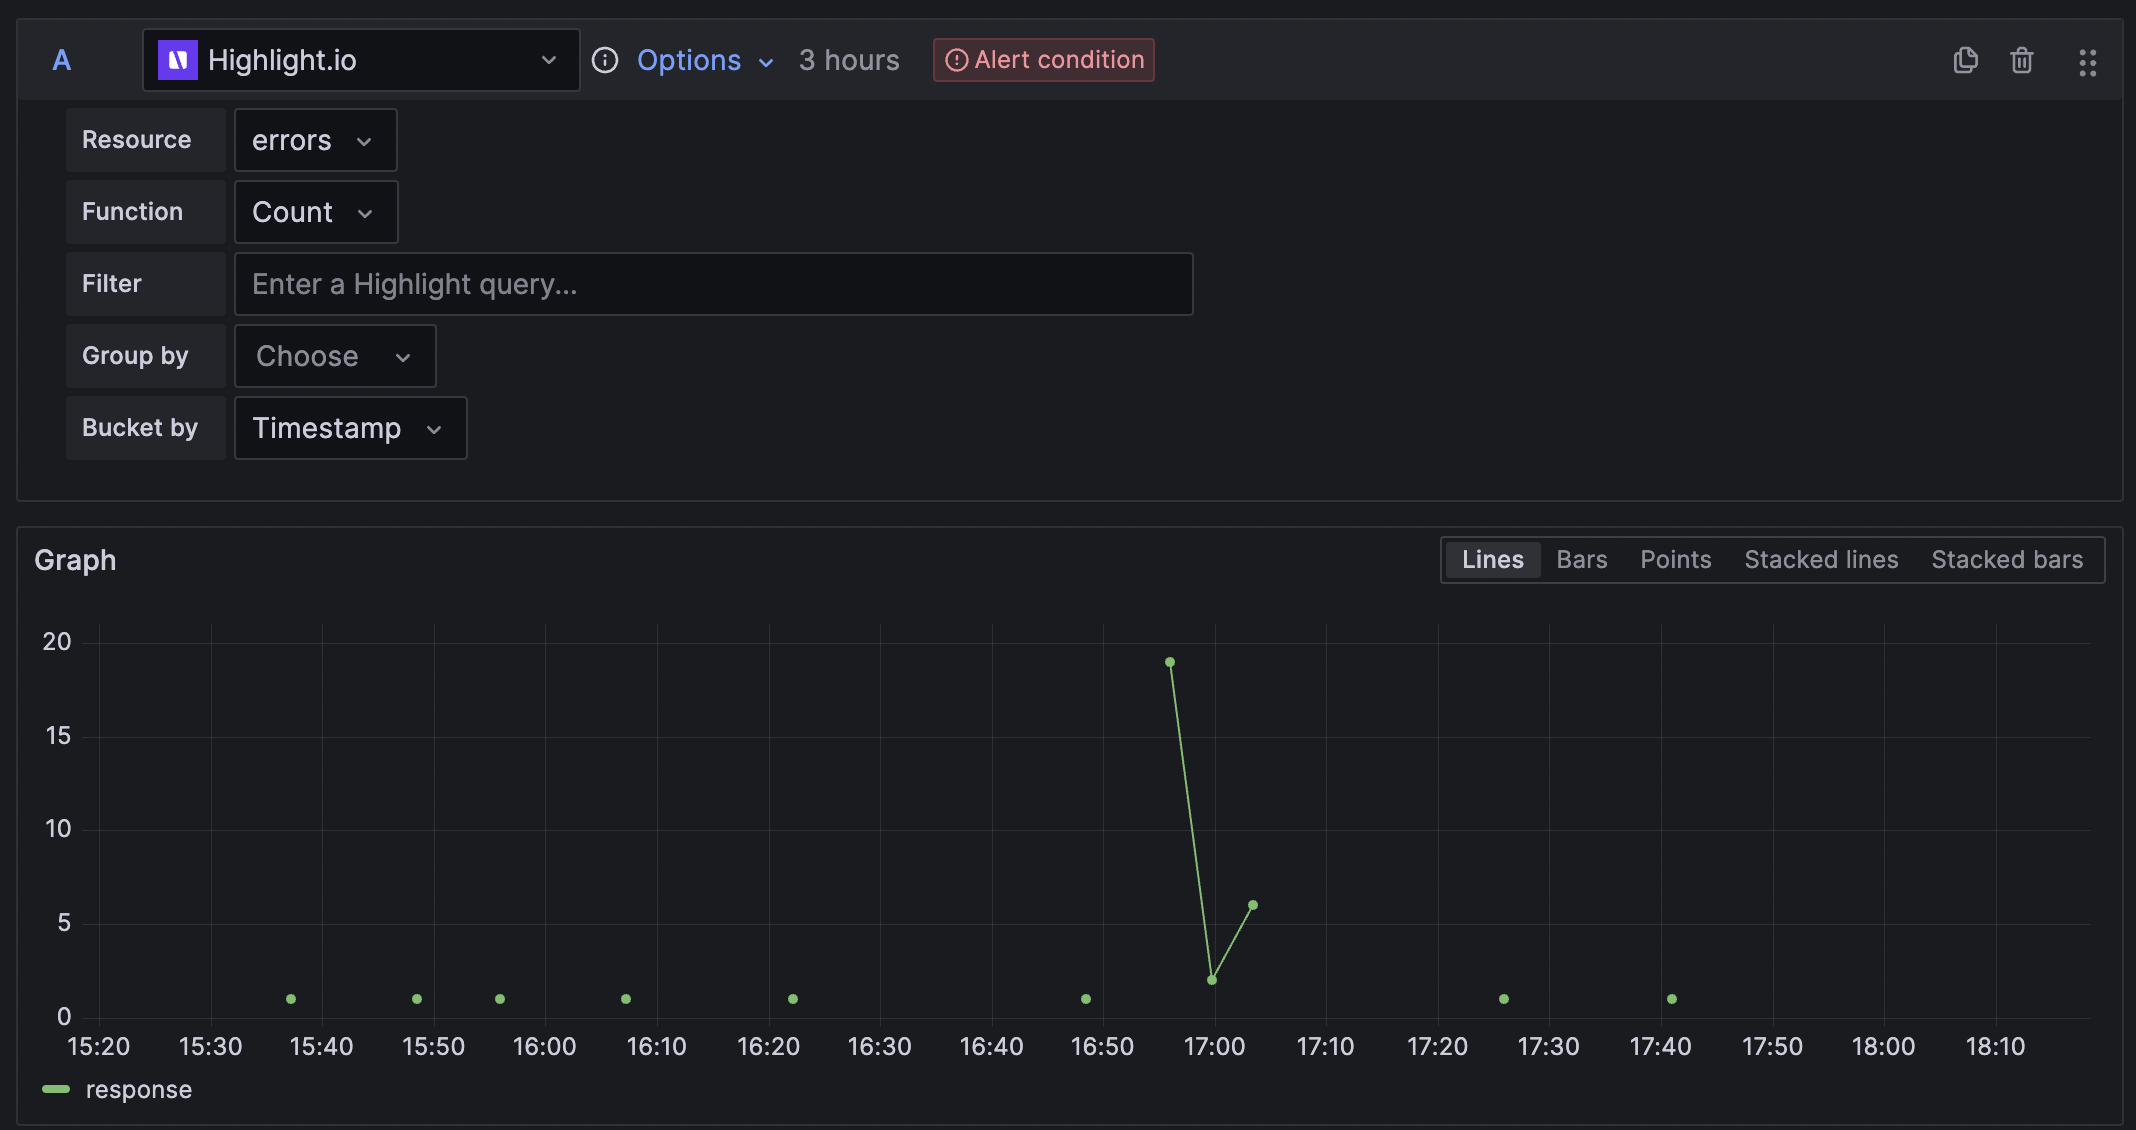 A Highlight.io Options 3 hours Alert condition
Resource errors
Function Count
Filter Enter a Highlight query...
Group by Choose
Bucket by Timestamp
Graph Lines Bars Points Stacked lines Stacked bars
20
15
10
5
0
15:20 15:30 15:40 15:50 16:00 16:10 16:20 16:30 16:40 16:50 17:00 17:10 17:20 17:30 17:40 17:50 18:00 18:10
response